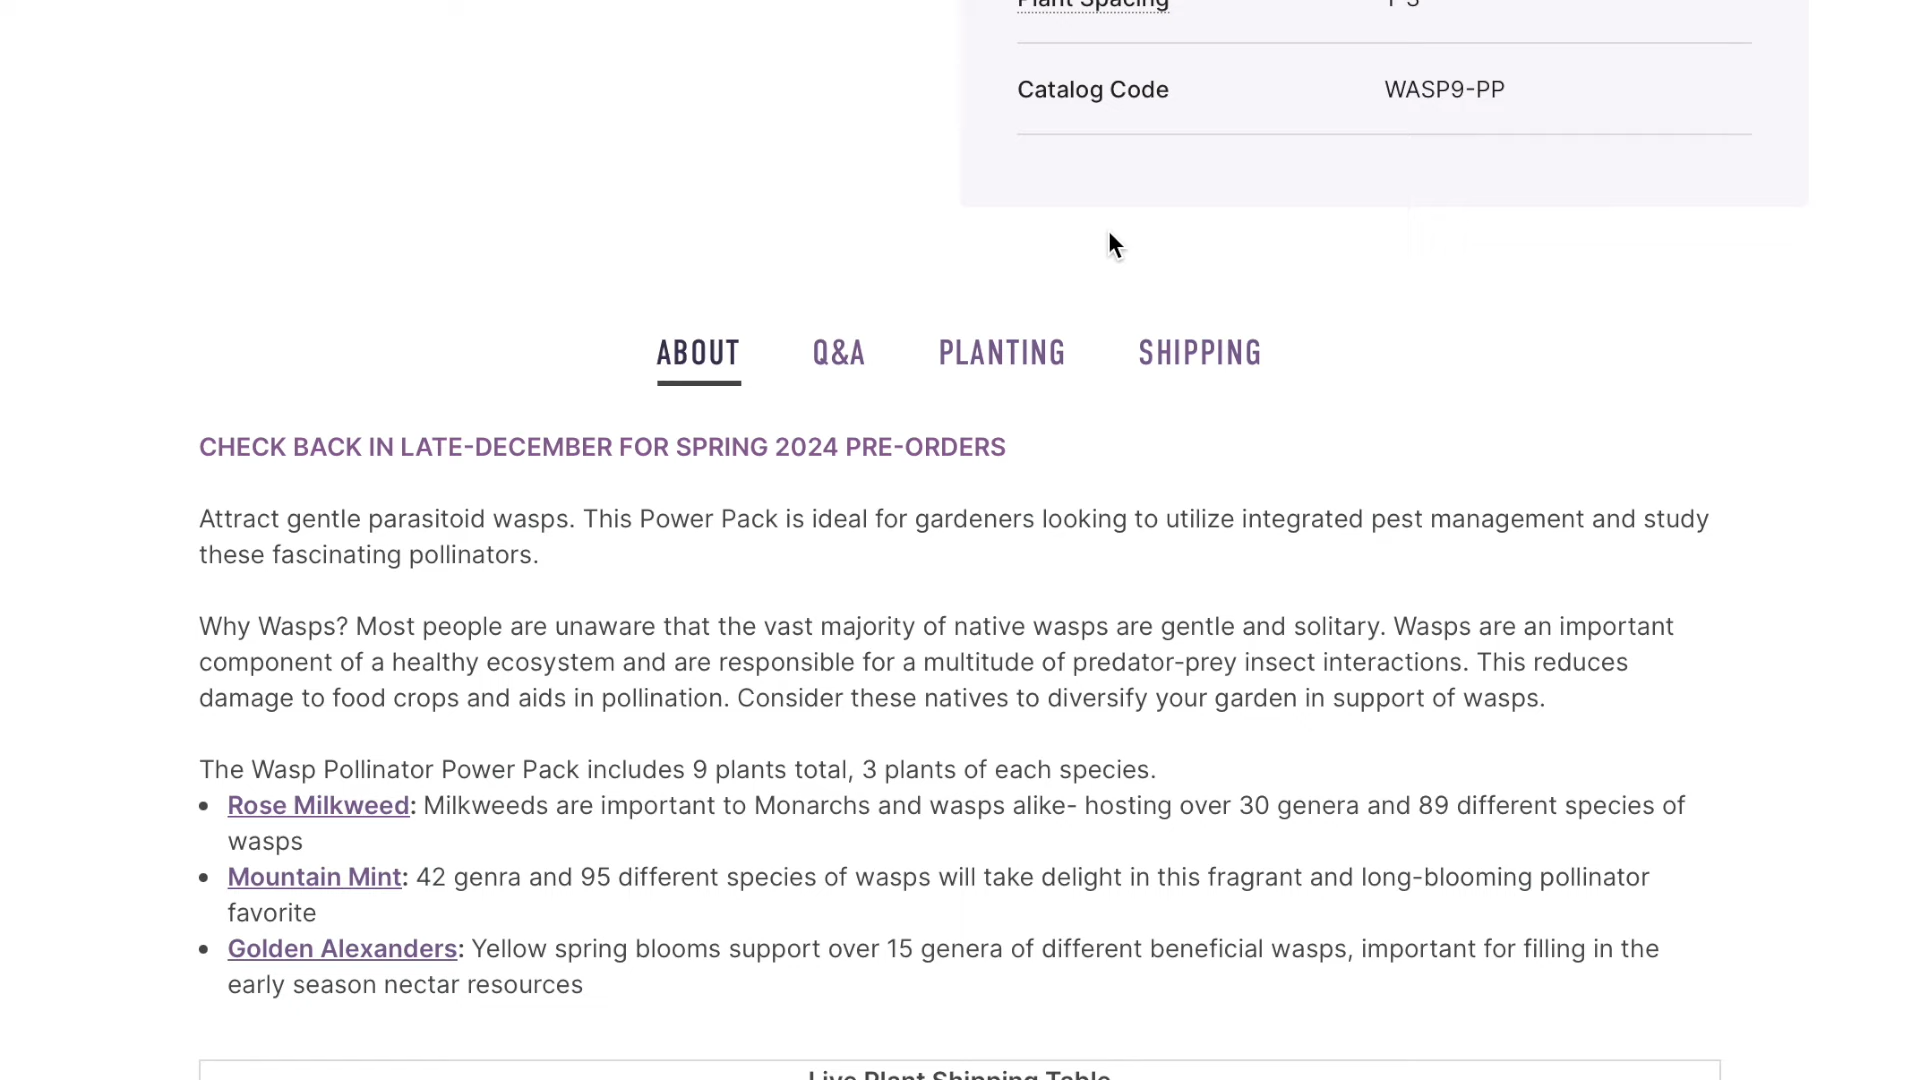 Plant Spacing
Catalog Code WASP9-PP
ABOUT Q&A PLANTING SHIPPING
CHECK BACK IN LATE-DECEMBER FOR SPRING 2024 PRE-ORDERS
Attract gentle parasitoid wasps. This Power Pack is ideal for gardeners looking to utilize integrated pest management and study
these fascinating pollinators.
Why Wasps? Most people are unaware that the vast majority of native wasps are gentle and solitary. Wasps are an important
component of a healthy ecosystem and are responsible for a multitude of predator-prey insect interactions. This reduces
damage to food crops and aids in pollination. Consider these natives to diversify your garden in support of wasps.
The Wasp Pollinator Power Pack includes 9 plants total, 3 plants of each species.
• Rose Milkweed: Milkweeds are important to Monarchs and wasps alike- hosting over 30 genera and 89 different species of
wasps
• Mountain Mint: 42 genra and 95 different species of wasps will take delight in this fragrant and long-blooming pollinator
favorite
• Golden Alexanders: Yellow spring blooms support over 15 genera of different beneficial wasps, important for filling in the
early season nectar resources
Live Plant Shipping Table